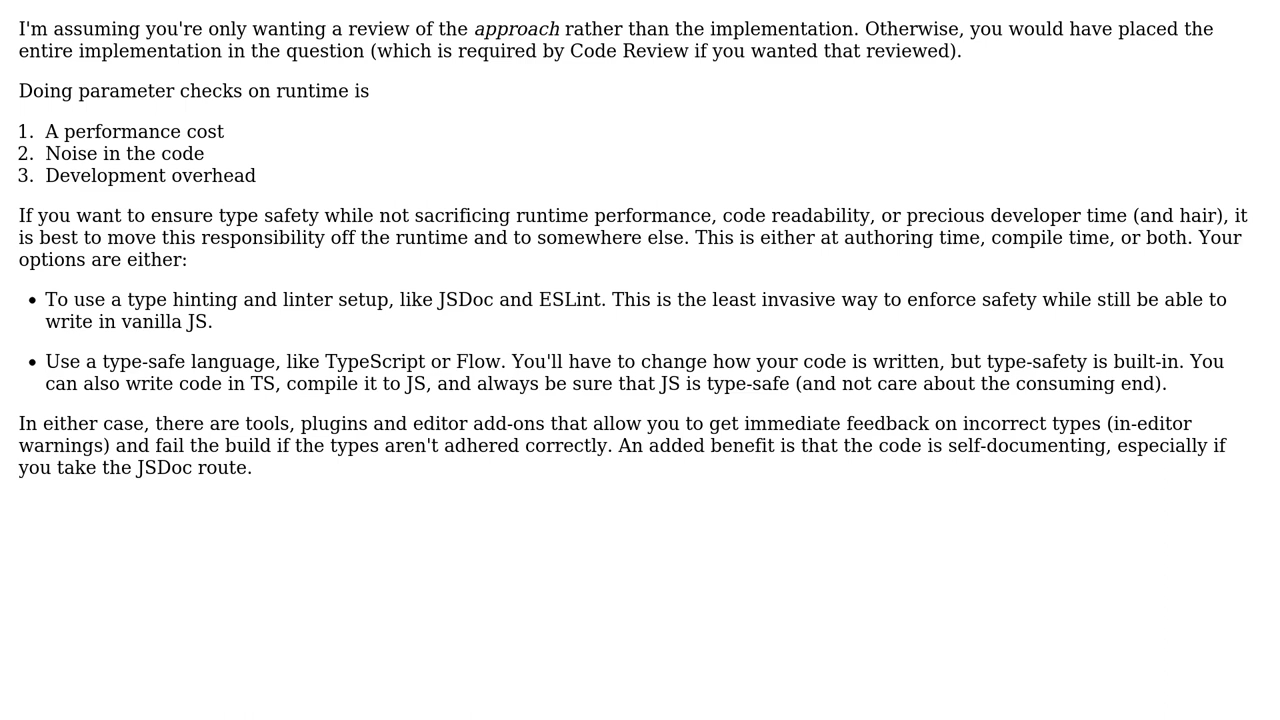 I'm assuming you're only wanting a review of the approach rather than the implementation. Otherwise, you would have placed the
entire implementation in the question (which is required by Code Review if you wanted that reviewed).
Doing parameter checks on runtime is
1. A performance cost
2. Noise in the code
3. Development overhead
If you want to ensure type safety while not sacrificing runtime performance, code readability, or precious developer time (and hair), it
is best to move this responsibility off the runtime and to somewhere else. This is either at authoring time, compile time, or both. Your
options are either:
• To use a type hinting and linter setup, like JSDoc and ESLint. This is the least invasive way to enforce safety while still be able to
write in vanilla JS.
• Use a type-safe language, like TypeScript or Flow. You'll have to change how your code is written, but type-safety is built-in. You
can also write code in TS, compile it to JS, and always be sure that JS is type-safe (and not care about the consuming end).
In either case, there are tools, plugins and editor add-ons that allow you to get immediate feedback on incorrect types (in-editor
warnings) and fail the build if the types aren't adhered correctly. An added benefit is that the code is self-documenting, especially if
you take the JSDoc route.